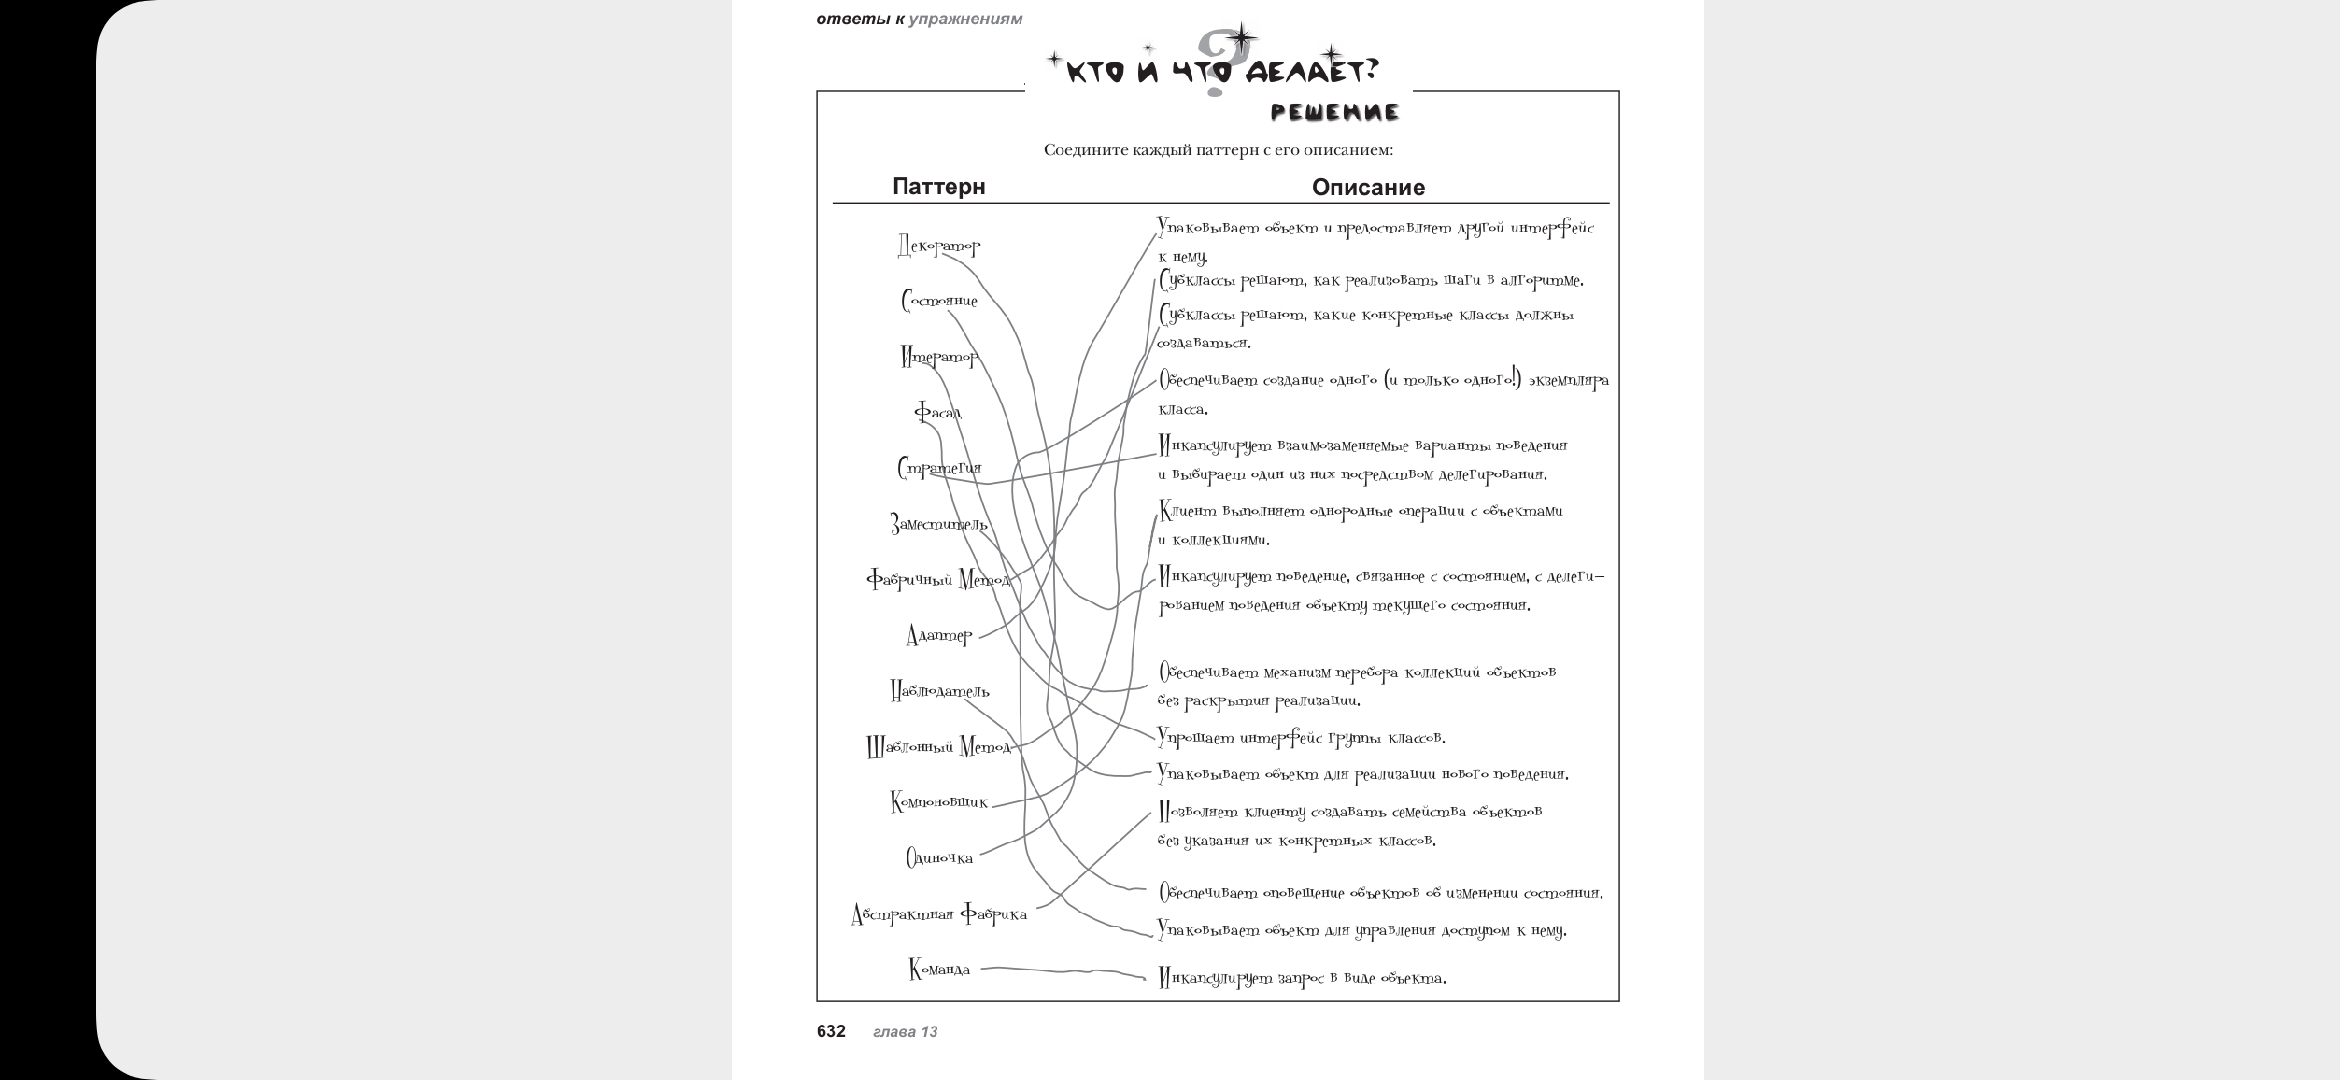 ответы к упражнениям
КТО И ЧТО ДЕЛАЕТ?
РЕШЕНИЕ
Соедините каждый паттерн с его описанием:
Паттерн
Описание
Декоратор
Состояние
Итератор
Фасад
Стратегия
Заместитель
Фабричный Метод
Адаптер
Наблюдатель
Шаблонный Метод
Компоновщик
Одиночка
Абстрактная Фабрика
Команда
Упаковывает объект и предоставляет другой интерфейс
к нему.
Субклассы решают, как реализовать шаги в алгоритме.
Субклассы решают, какие конкретные классы должны
создаваться.
Обеспечивает создание одного (и только одного!) экземпляра
класса.
Инкапсулирует взаимозаменяемые варианты поведения
и выбирает один из них посредством делегирования.
Клиент выполняет однородные операции с объектами
и коллекциями.
Инкапсулирует поведение, связанное с состоянием, с делеги-
рованием поведения объекту текущего состояния.
Обеспечивает механизм перебора коллекций объектов
без раскрытия реализации.
Упрощает интерфейс группы классов.
Упаковывает объект для реализации нового поведения.
Позволяет клиенту создавать семейства объектов
без указания их конкретных классов.
Обеспечивает оповещение объектов об изменении состояния.
Упаковывает объект для управления доступом к нему.
Инкапсулирует запрос в виде объекта.
632 глава 13